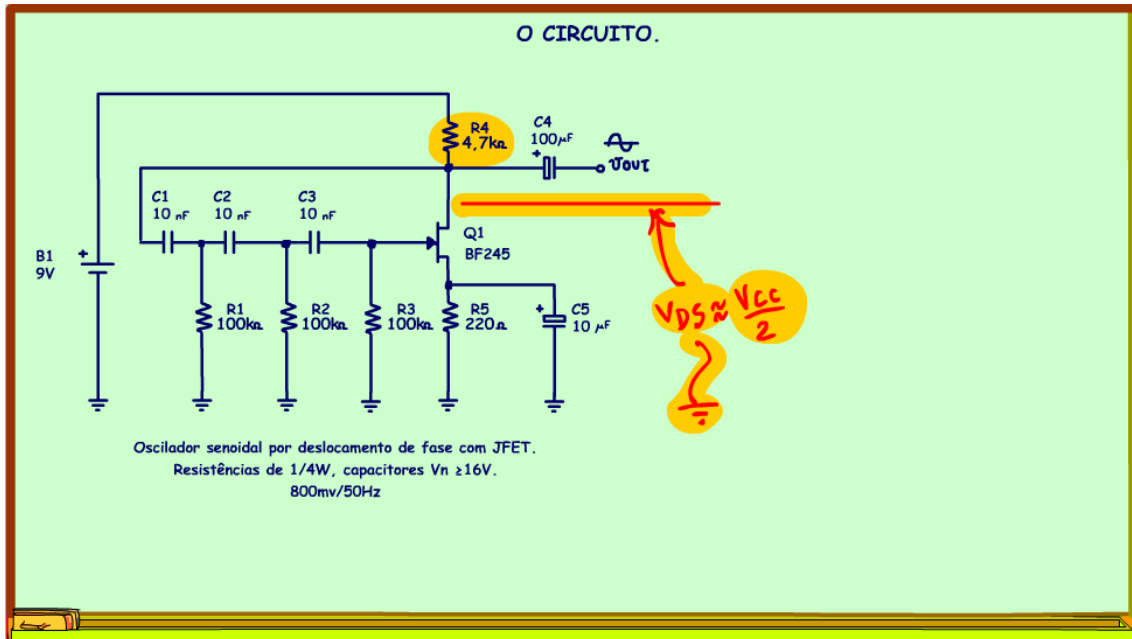 O CIRCUITO.
R4
4,7kΩ
C4
100µF
+
VOUT
C1
10 nF
C2
10 nF
C3
10 nF
Q1
BF245
B1
9V
+
R1
100kΩ
R2
100kΩ
R3
100kΩ
R5
220Ω
+
C5
10 µF
VDS ≈ VCC/2
Oscilador senoidal por deslocamento de fase com JFET.
Resistências de 1/4W, capacitores Vn ≥16V.
800mv/50Hz